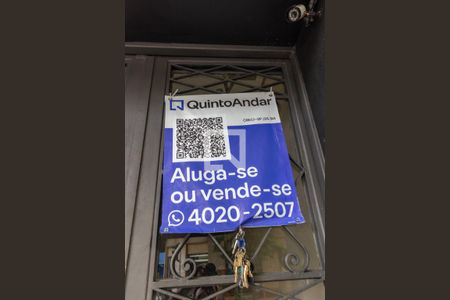 QuintoAndar
Aluga-se
ou vende-se
4020-2507